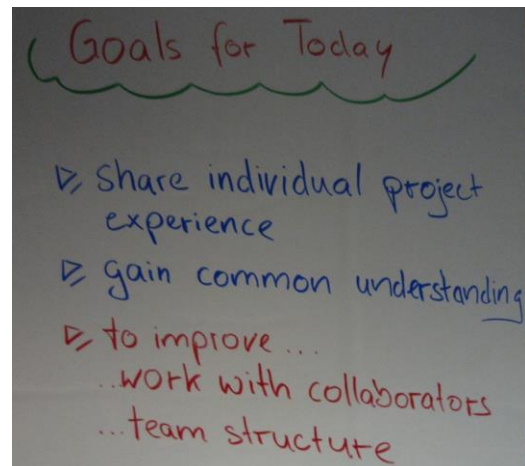 Goals for Today
▷ share individual project
experience
▷ gain common understanding
▷ to improve...
...work with collaborators
...team structure